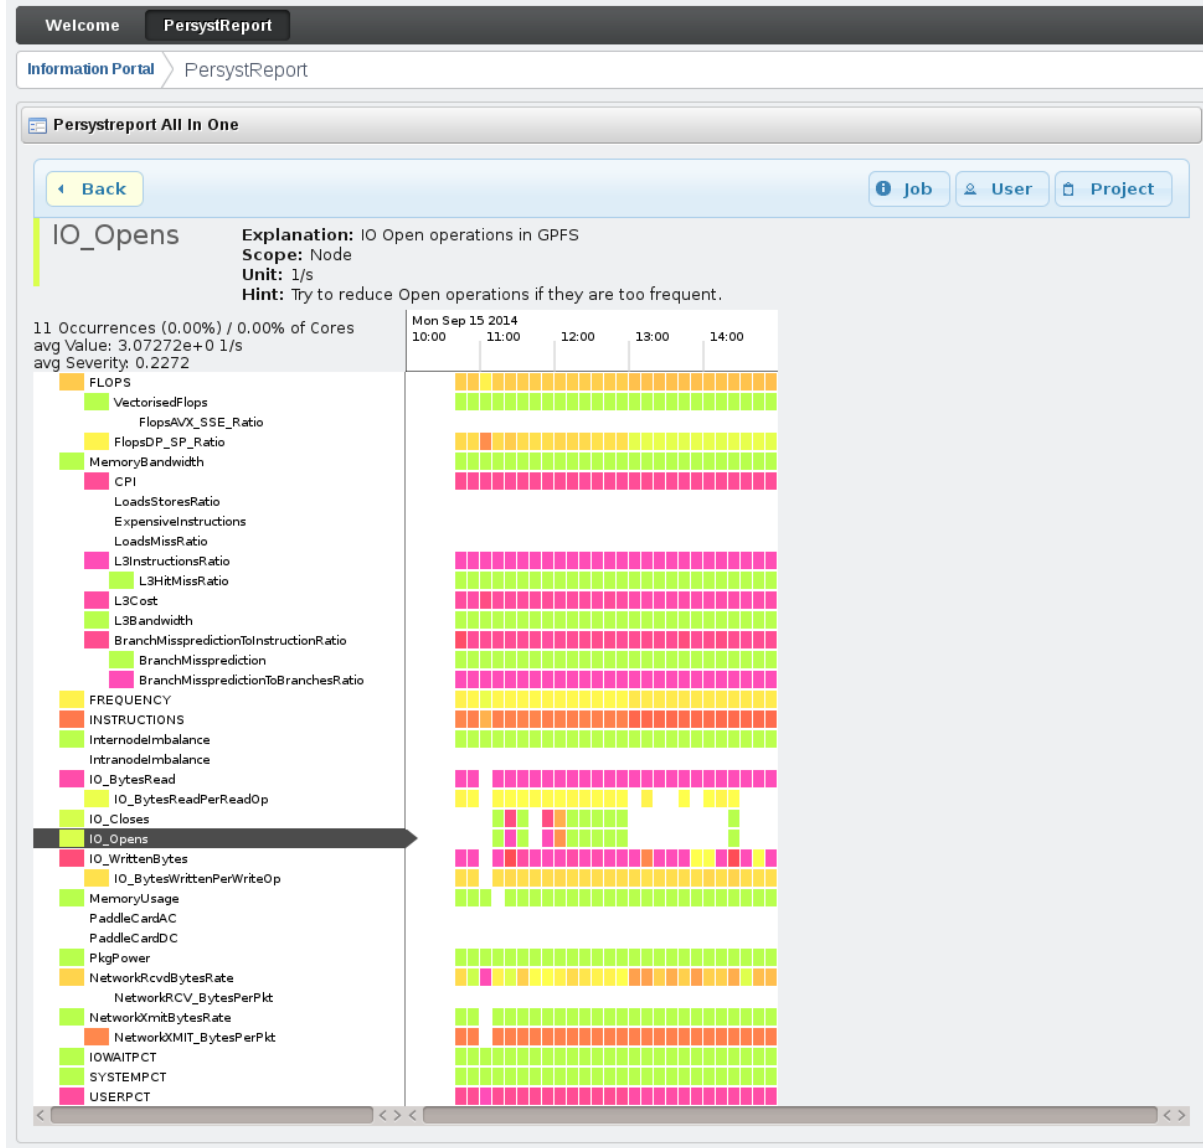 Welcome PersystReport
Information Portal PersystReport
Persystreport All In One
Back Job User Project
IO_Opens
Explanation: IO Open operations in GPFS
Scope: Node
Unit: 1/s
Hint: Try to reduce Open operations if they are too frequent.
11 Occurrences (0.00%) / 0.00% of Cores
avg Value: 3.07272e+0 1/s
avg Severity: 0.2272
Mon Sep 15 2014
10:00 11:00 12:00 13:00 14:00
FLOPS
VectorisedFlops
FlopsAVX_SSE_Ratio
FlopsDP_SP_Ratio
MemoryBandwidth
CPI
LoadsStoresRatio
ExpensiveInstructions
LoadsMissRatio
L3InstructionsRatio
L3HitMissRatio
L3Cost
L3Bandwidth
BranchMisspredictionToInstructionRatio
BranchMissprediction
BranchMisspredictionToBranchesRatio
FREQUENCY
INSTRUCTIONS
InternodeImbalance
IntranodeImbalance
IO_BytesRead
IO_BytesReadPerReadOp
IO_Closes
IO_Opens
IO_WrittenBytes
IO_BytesWrittenPerWriteOp
MemoryUsage
PaddleCardAC
PaddleCardDC
PkgPower
NetworkRcvdBytesRate
NetworkRCV_BytesPerPkt
NetworkXmitBytesRate
NetworkXMIT_BytesPerPkt
IOWAITPCT
SYSTEMPCT
USERPCT